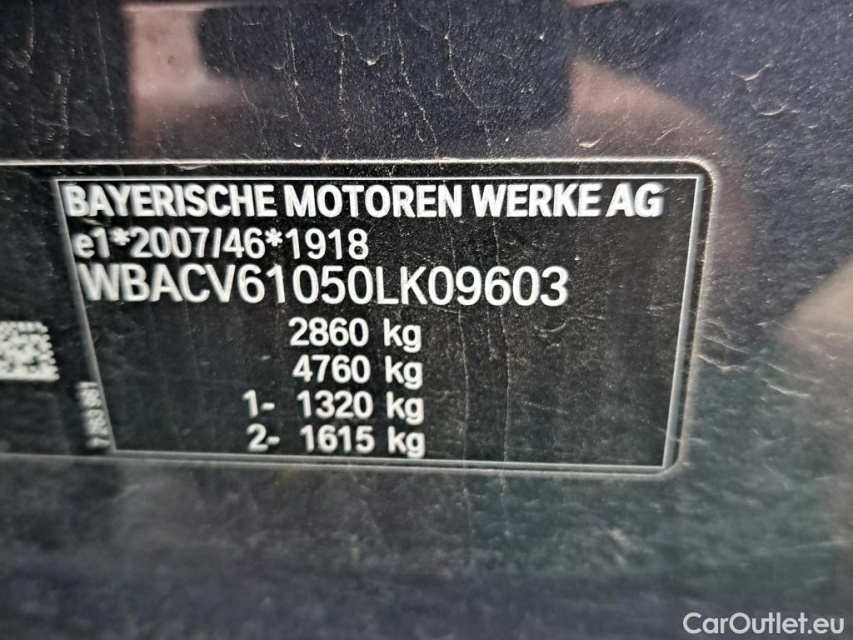 BAYERISCHE MOTOREN WERKE AG
e1*2007/46*1918
WBACV61050LK09603
2860 kg
4760 kg
1- 1320 kg
2- 1615 kg
CarOutlet.eu